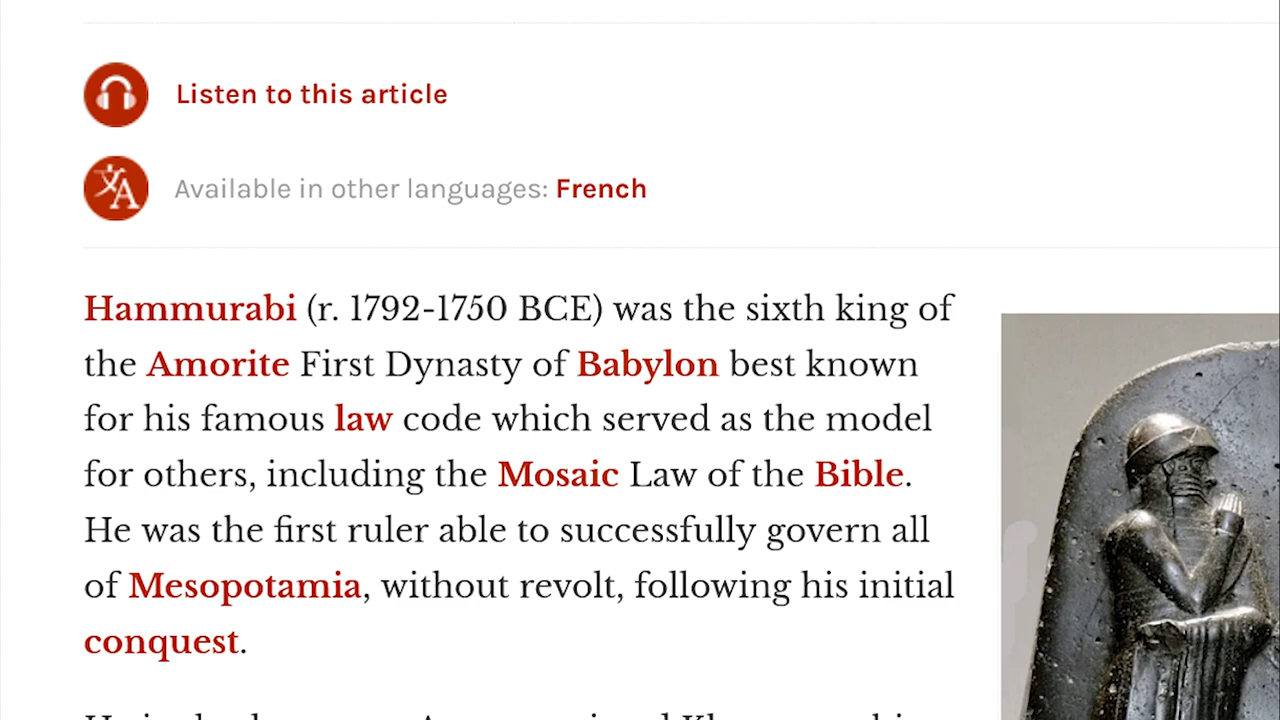 Listen to this article
Available in other languages: French
Hammurabi (r. 1792-1750 BCE) was the sixth king of
the Amorite First Dynasty of Babylon best known
for his famous law code which served as the model
for others, including the Mosaic Law of the Bible.
He was the first ruler able to successfully govern all
of Mesopotamia, without revolt, following his initial
conquest.